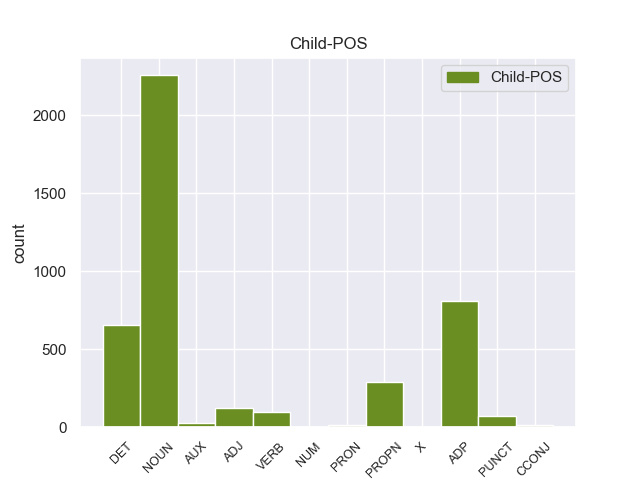 Child-POS
Child-POS
count
2000
1500
1000
500
0
DET NOUN AUX ADJ VERB NUM PRON PROPN X ADP PUNCT CCONJ